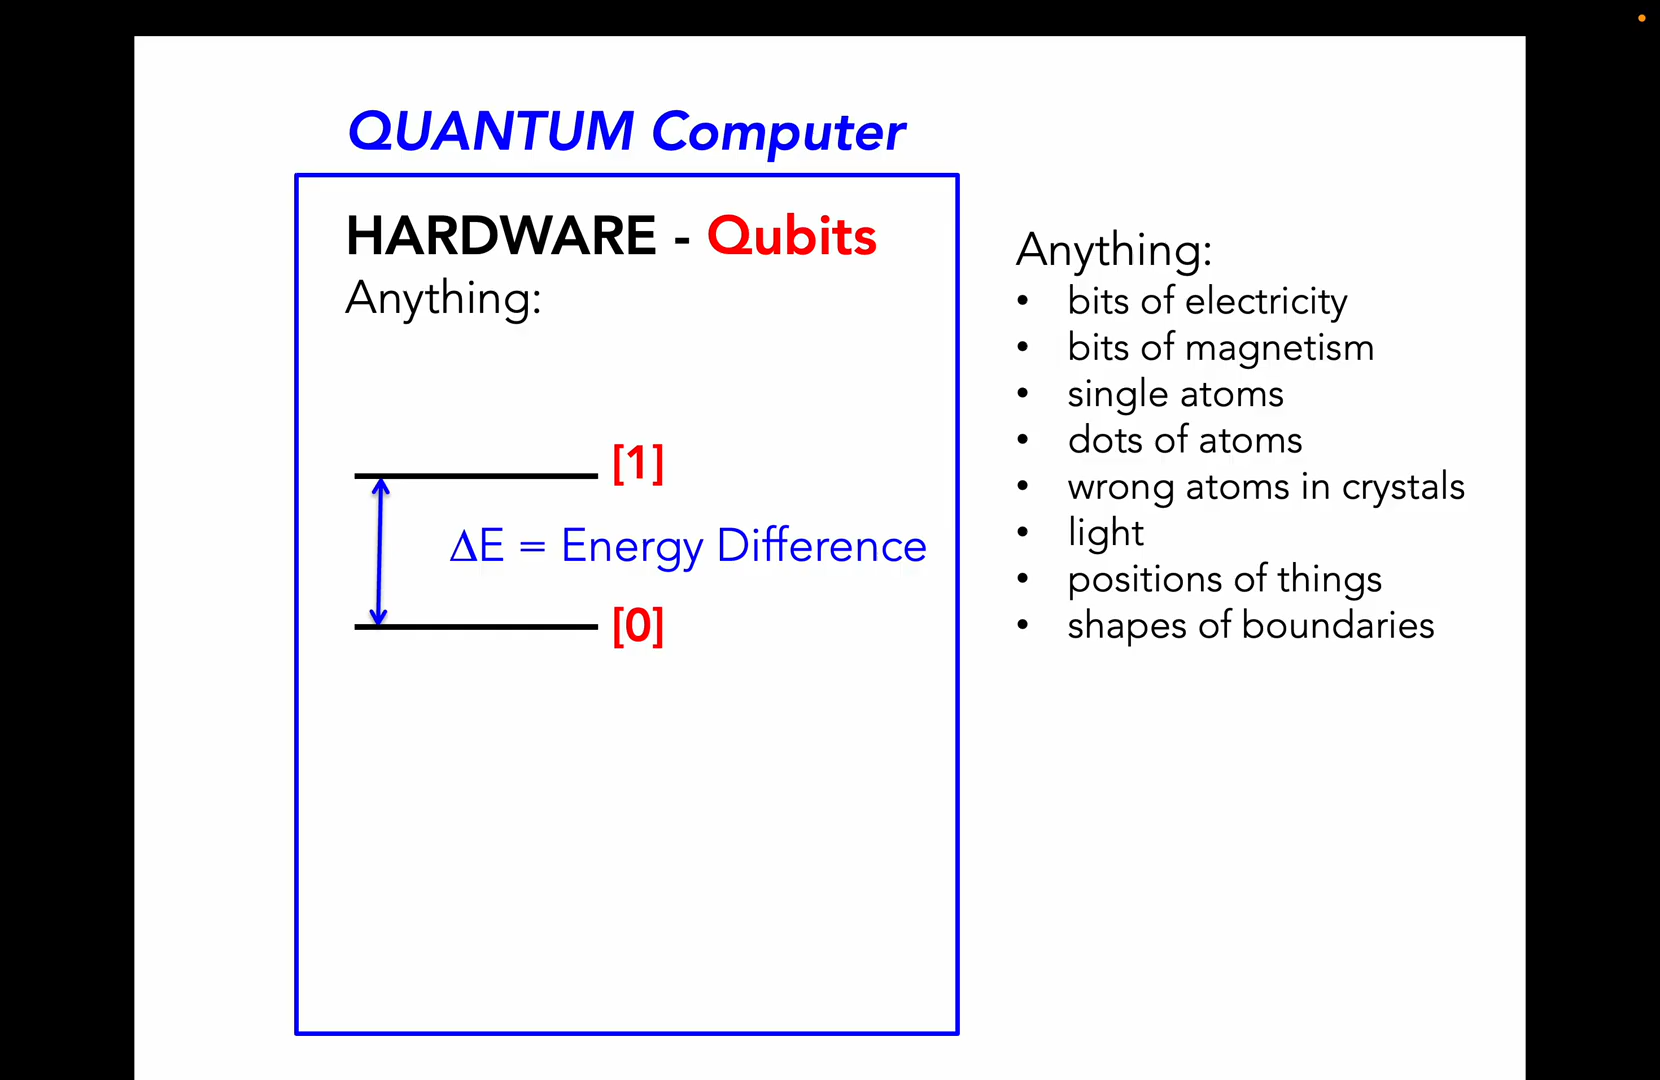 QUANTUM Computer
HARDWARE - Qubits
Anything:
[1]
ΔE = Energy Difference
[0]
Anything:
• bits of electricity
• bits of magnetism
• single atoms
• dots of atoms
• wrong atoms in crystals
• light
• positions of things
• shapes of boundaries